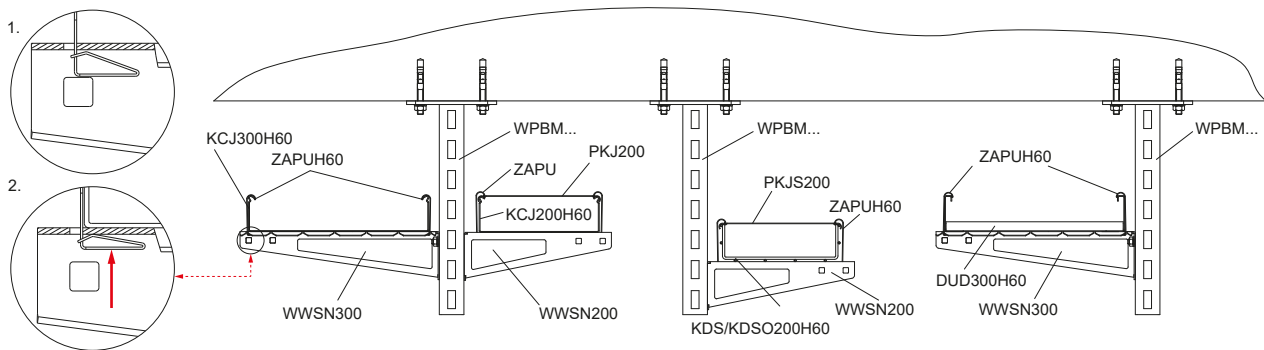 1.
2.
KCJ300H60
ZAPUH60
WPBM...
ZAPU
PKJ200
KCJ200H60
WWSN300
WWSN200
WPBM...
PKJS200
ZAPUH60
WWSN200
KDS/KDSO200H60
WPBM...
ZAPUH60
DUD300H60
WWSN300